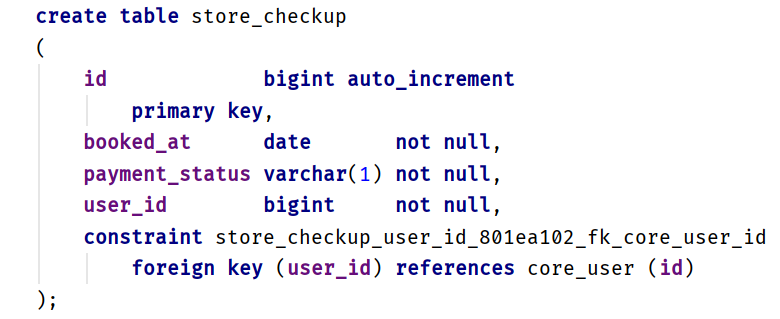 create table store_checkup
(
id bigint auto_increment
primary key,
booked_at date not null,
payment_status varchar(1) not null,
user_id bigint not null,
constraint store_checkup_user_id_801ea102_fk_core_user_id
foreign key (user_id) references core_user (id)
);